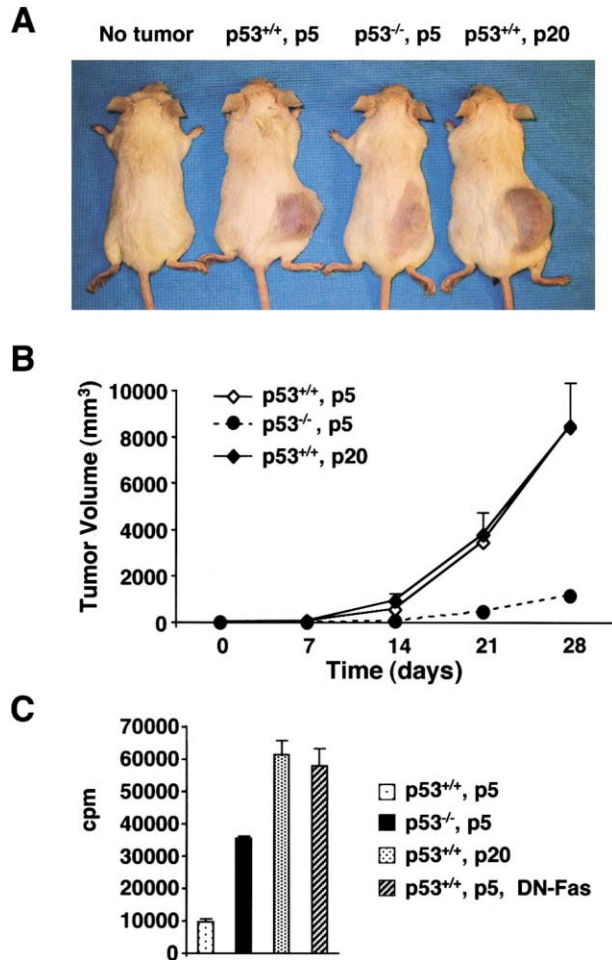 A
No tumor p53+/+, p5 p53-/-, p5 p53+/+, p20
B
Tumor Volume (mm3)
10000
8000
6000
4000
2000
0
p53+/+, p5
p53-/-, p5
p53+/+, p20
0 7 14 21 28
Time (days)
C
cpm
70000
60000
50000
40000
30000
20000
10000
0
p53+/+, p5
p53-/-, p5
p53+/+, p20
p53+/+, p5, DN-Fas